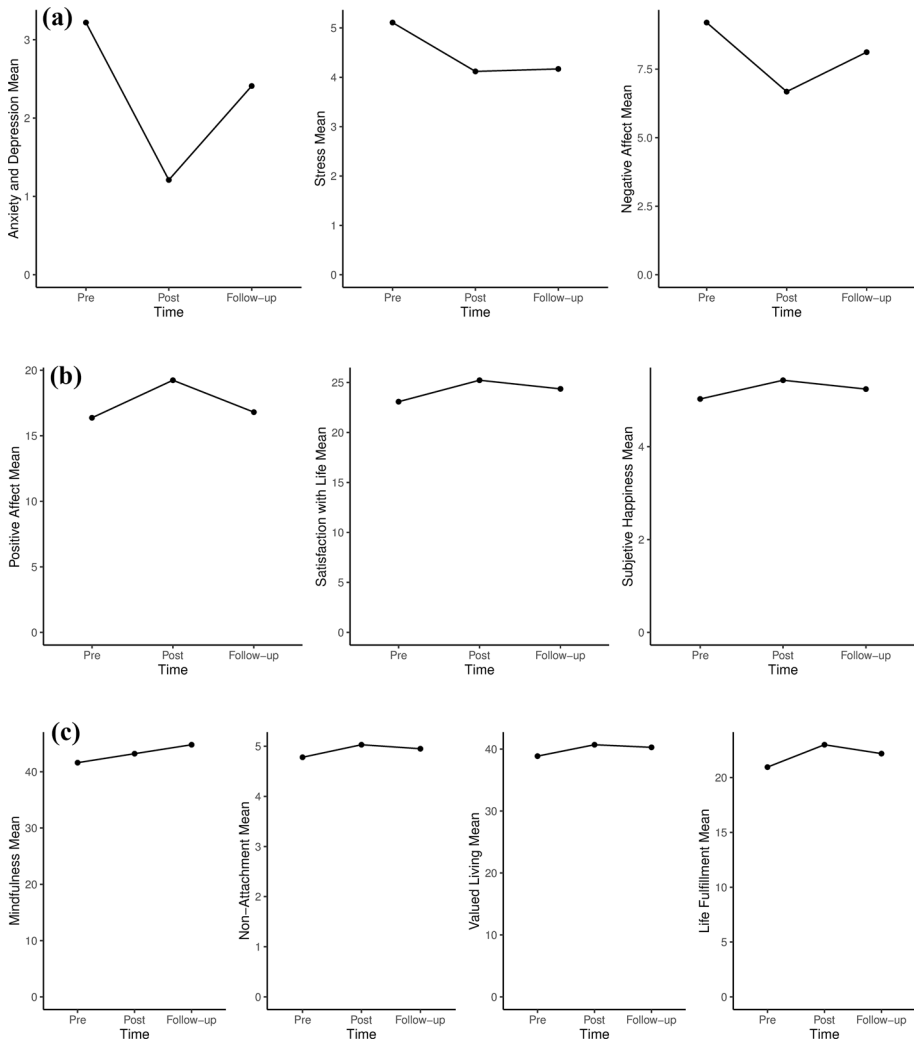 (a)
Anxiety and Depression Mean
3
2
1
0
Pre
Post
Follow−up
Time
Stress Mean
5
4
3
2
1
0
Pre
Post
Follow−up
Time
Negative Affect Mean
7.5
5.0
2.5
0.0
Pre
Post
Follow−up
Time
(b)
Positive Affect Mean
20
15
10
5
0
Pre
Post
Follow−up
Time
Satisfaction with Life Mean
25
20
15
10
5
0
Pre
Post
Follow−up
Time
Subjetive Happiness Mean
4
2
0
Pre
Post
Follow−up
Time
(c)
Mindfulness Mean
40
30
20
10
0
Pre
Post
Follow−up
Time
Non−Attachment Mean
5
4
3
2
1
0
Pre
Post
Follow−up
Time
Valued Living Mean
40
30
20
10
0
Pre
Post
Follow−up
Time
Life Fulfillment Mean
20
15
10
5
0
Pre
Post
Follow−up
Time